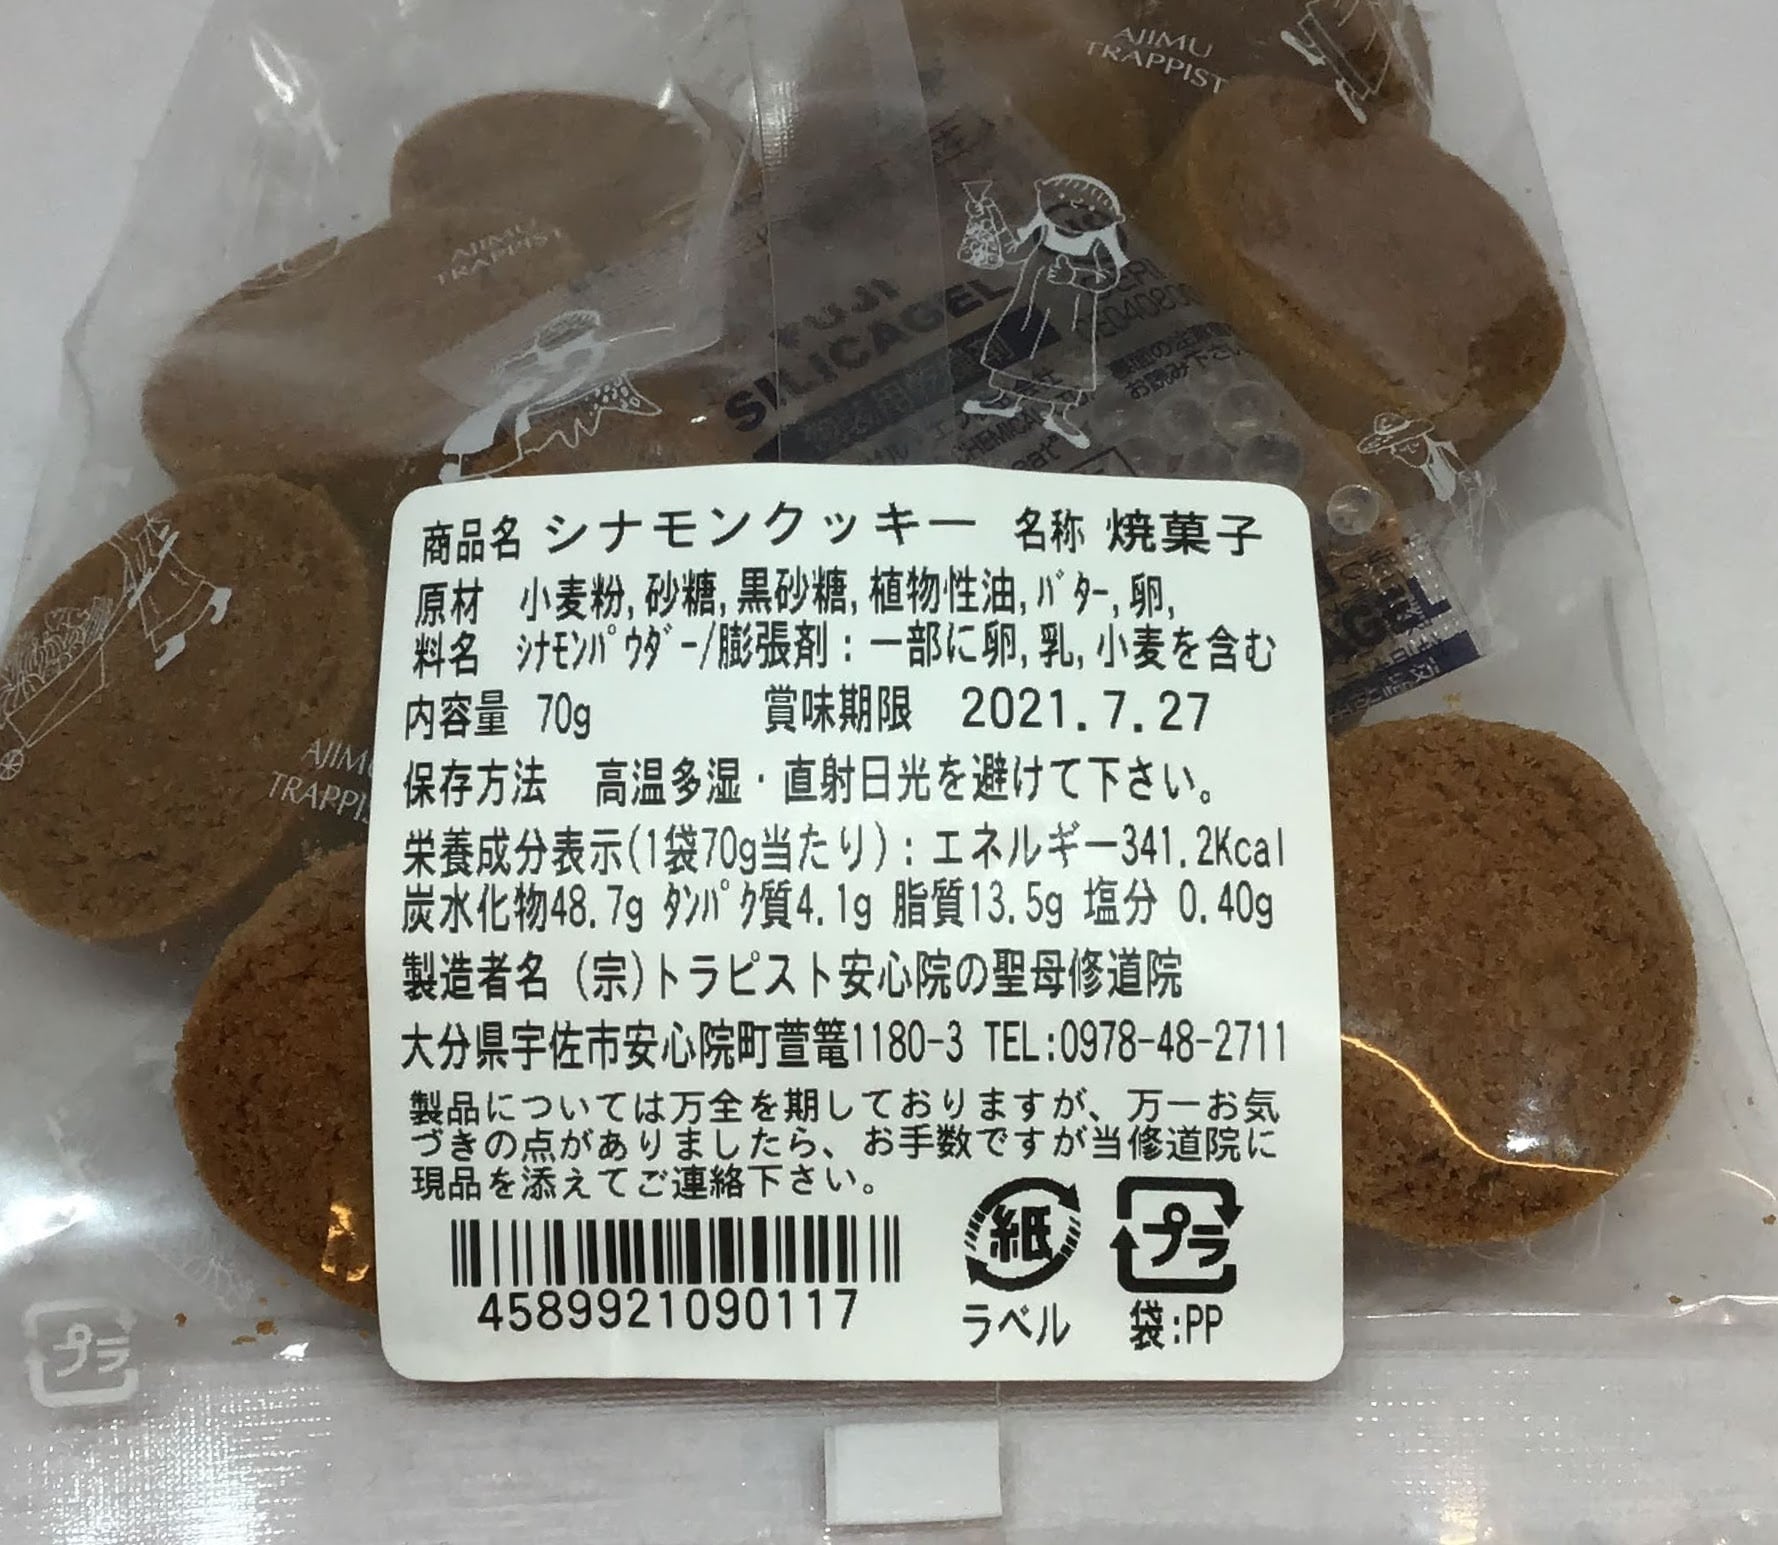 AJIMU
TRAPPIST
AJIMU
TRAPPIST
FUJI
SILICAGEL
お読み下さい
AJIMU
商品名 シナモンクッキー 名称 焼菓子
原材 小麦粉,砂糖,黒砂糖,植物性油,ﾊﾞﾀｰ,卵,
料名 ｼﾅﾓﾝﾊﾟｳﾀﾞｰ/膨張剤：一部に卵,乳,小麦を含む
内容量 70g 賞味期限 2021.7.27
保存方法 高温多湿・直射日光を避けて下さい。
栄養成分表示(1袋70g当たり)：エネルギー341.2Kcal
炭水化物48.7g ﾀﾝﾊﾟｸ質4.1g 脂質13.5g 塩分 0.40g
製造者名 (宗)トラピスト安心院の聖母修道院
大分県宇佐市安心院町萱篭1180-3 TEL:0978-48-2711
製品については万全を期しておりますが、万一お気
づきの点がありましたら、お手数ですが当修道院に
現品を添えてご連絡下さい。
紙 プラ
4589921090117 ラベル 袋:PP
プラ